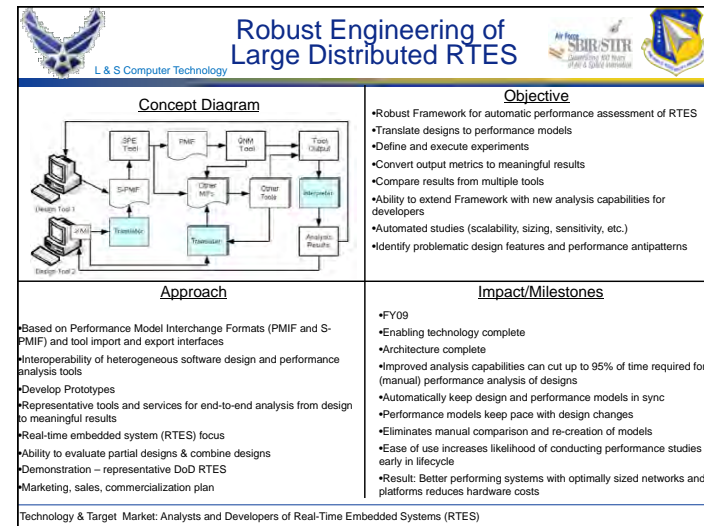 Robust Engineering of
Large Distributed RTES
L & S Computer Technology
Air Force
SBIR/STTR
Concept Diagram
SPE
Tool
PMIF
QNM
Tool
Tool
Output
S-PMIF
Other
MIFs
Other
Tools
Interpreter
Design Tool 1
XMI
Translator
Translator
Analysis
Results
Design Tool 2
Objective
•Robust Framework for automatic performance assessment of RTES
•Translate designs to performance models
•Define and execute experiments
•Convert output metrics to meaningful results
•Compare results from multiple tools
•Ability to extend Framework with new analysis capabilities for
developers
•Automated studies (scalability, sizing, sensitivity, etc.)
•Identify problematic design features and performance antipatterns
Approach
•Based on Performance Model Interchange Formats (PMIF and S-
PMIF) and tool import and export interfaces
•Interoperability of heterogeneous software design and performance
analysis tools
•Develop Prototypes
•Representative tools and services for end-to-end analysis from design
to meaningful results
•Real-time embedded system (RTES) focus
•Ability to evaluate partial designs & combine designs
•Demonstration – representative DoD RTES
•Marketing, sales, commercialization plan
Impact/Milestones
•FY09
•Enabling technology complete
•Architecture complete
•Improved analysis capabilities can cut up to 95% of time required for
(manual) performance analysis of designs
•Automatically keep design and performance models in sync
•Performance models keep pace with design changes
•Eliminates manual comparison and re-creation of models
•Ease of use increases likelihood of conducting performance studies
early in lifecycle
•Result: Better performing systems with optimally sized networks and
platforms reduces hardware costs
Technology & Target Market: Analysts and Developers of Real-Time Embedded Systems (RTES)